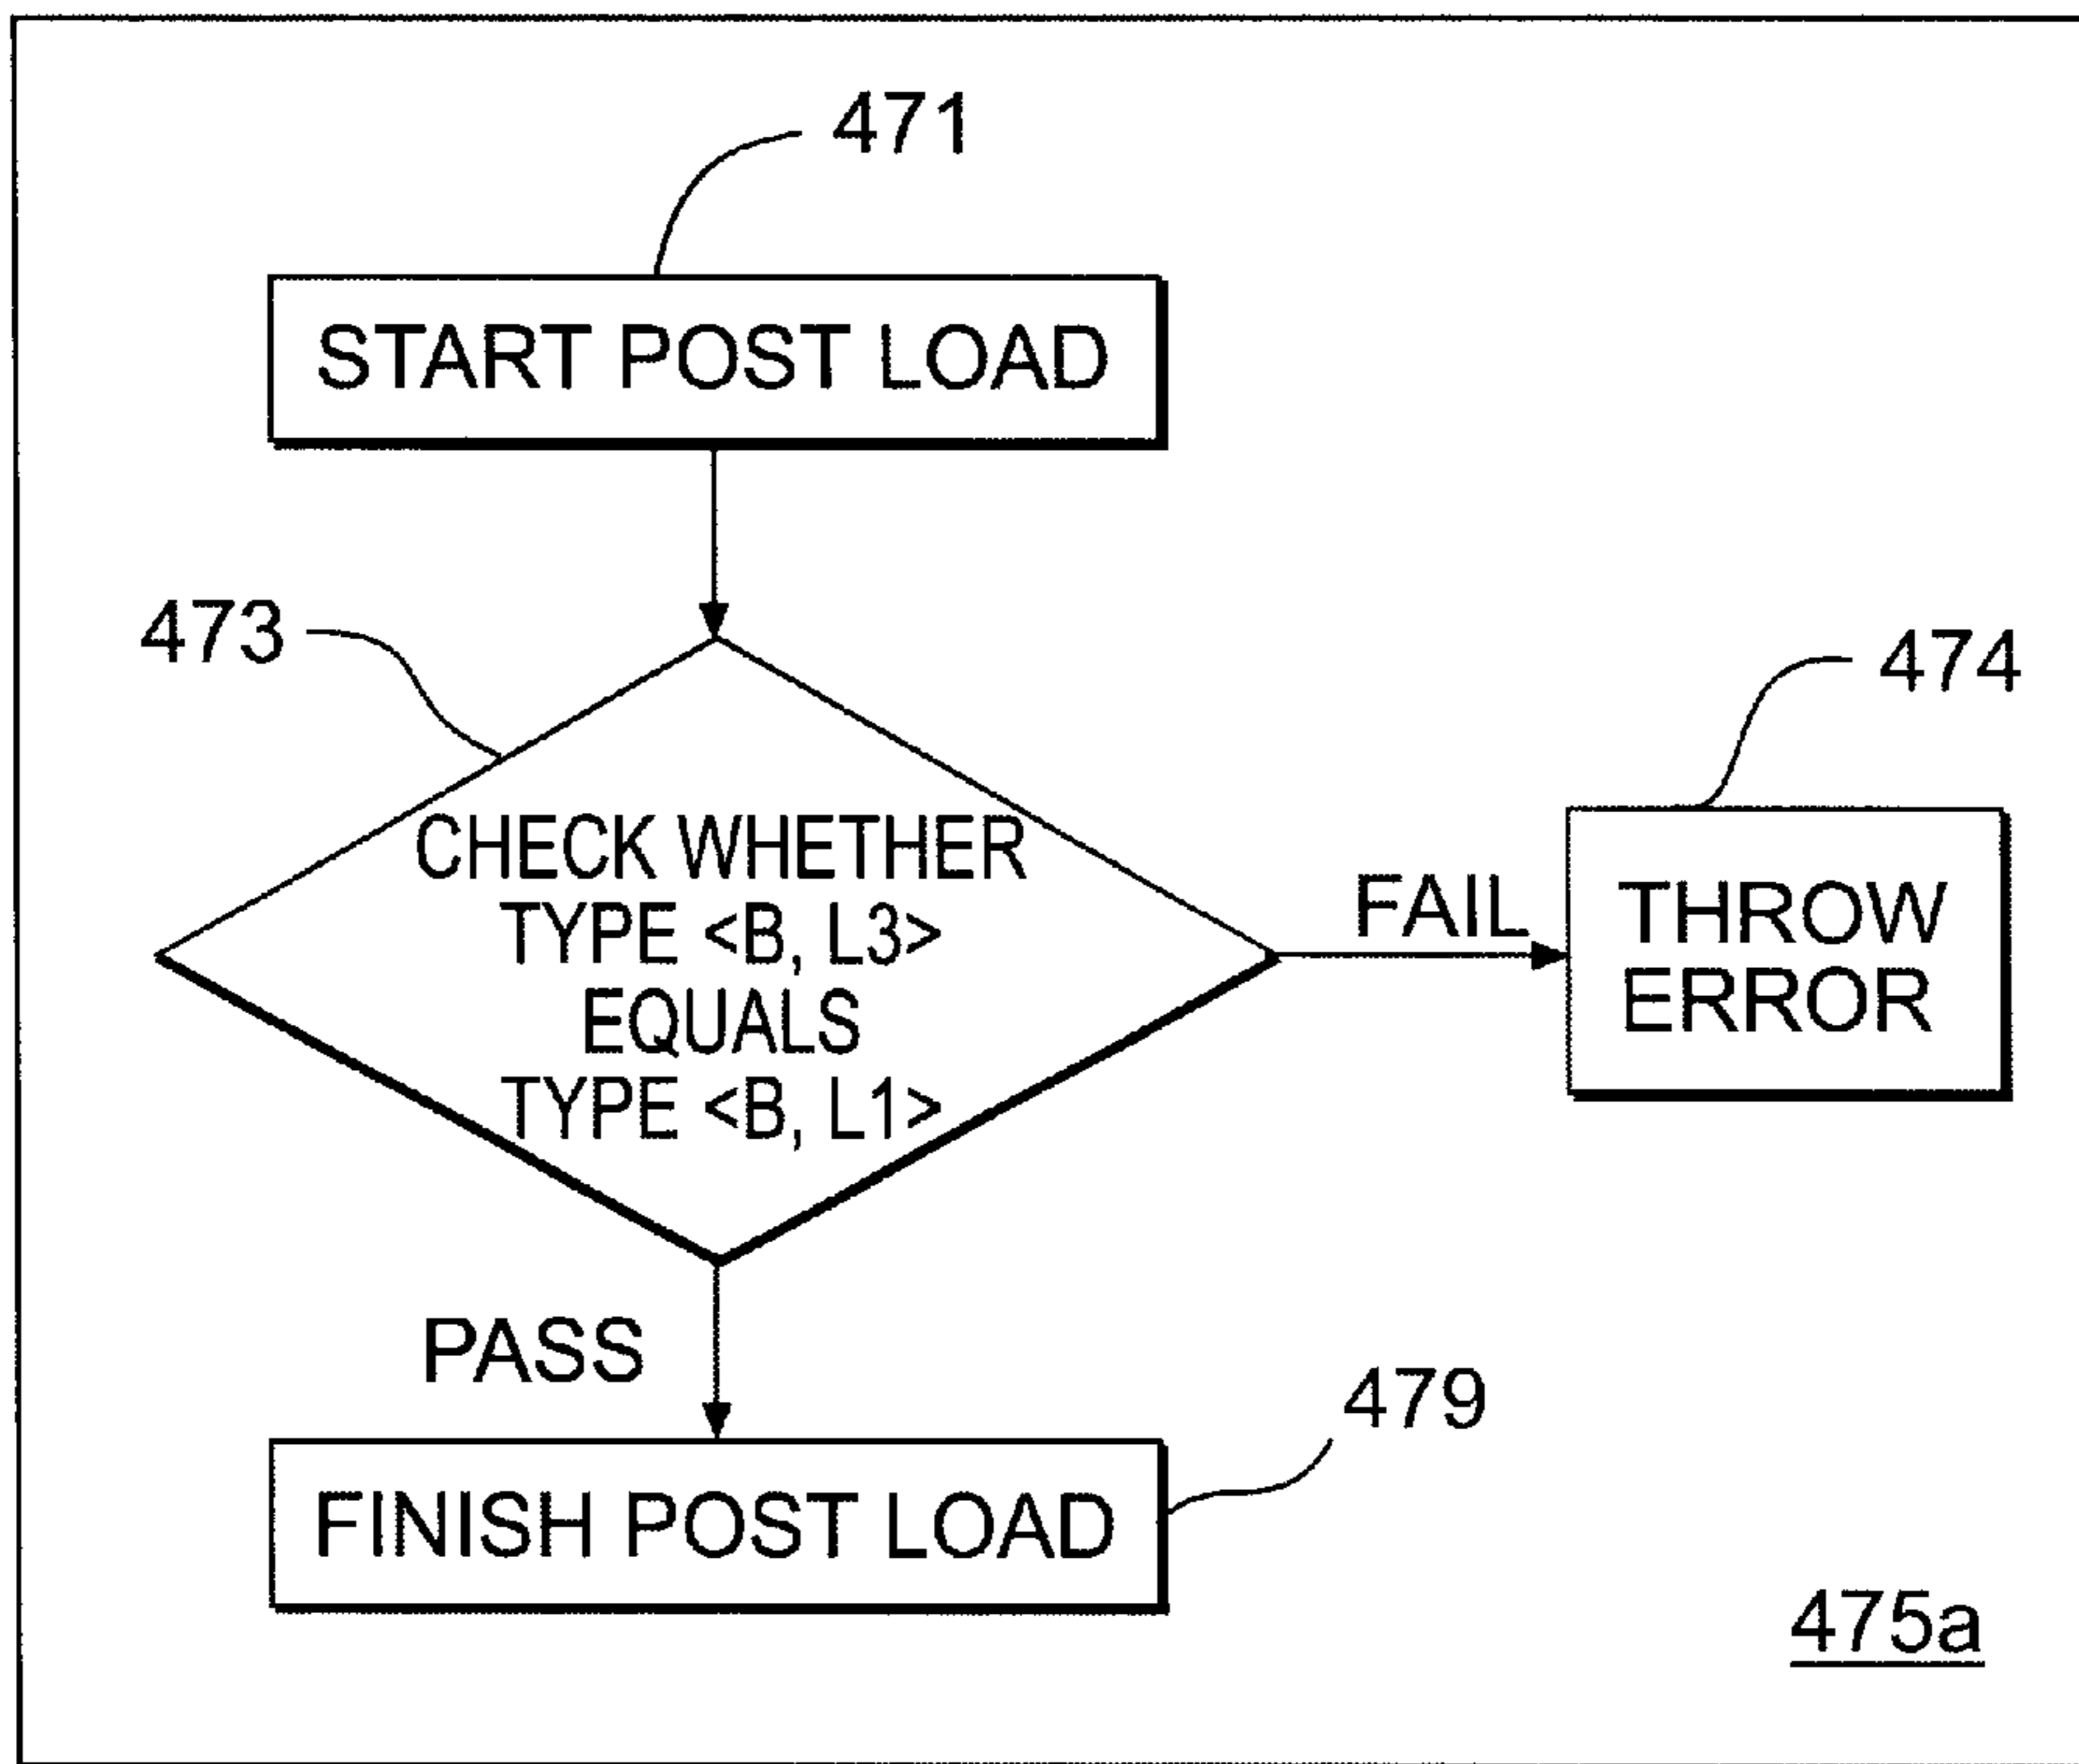 471
START POST LOAD
473
474
CHECK WHETHER
TYPE <B, L3>
EQUALS
TYPE <B, L1>
FAIL
THROW
ERROR
PASS
479
FINISH POST LOAD
475a